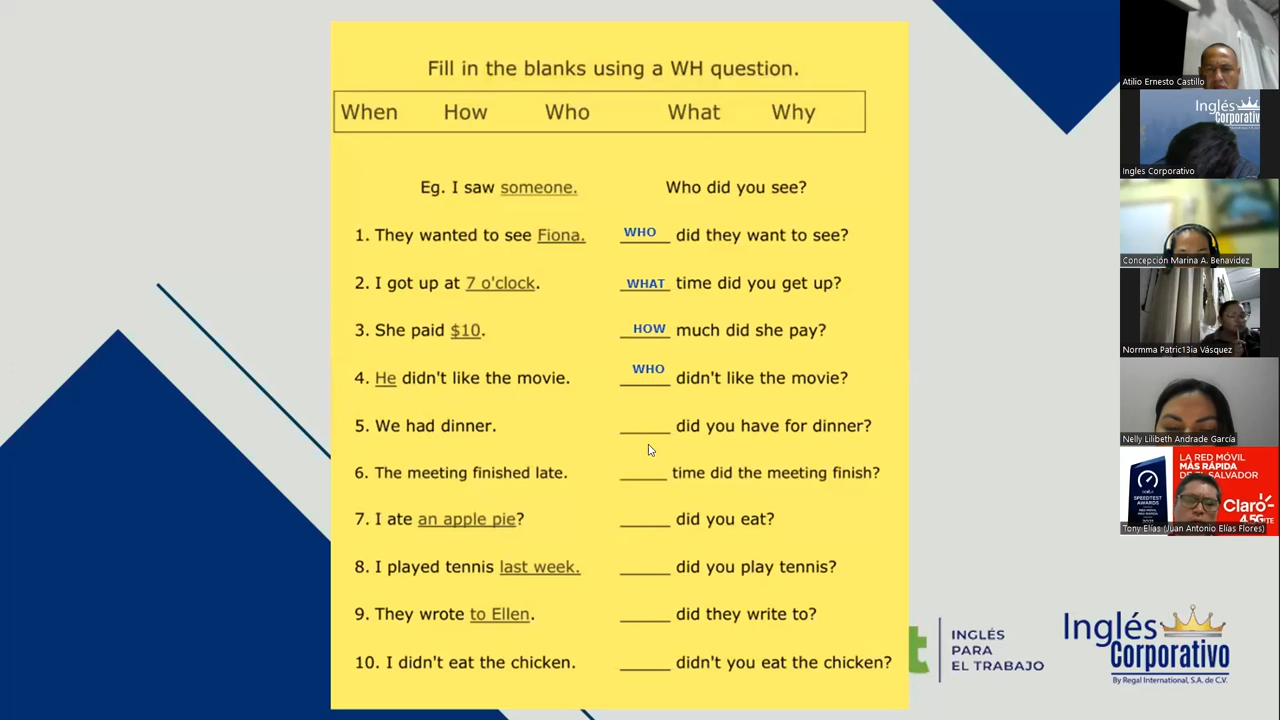 Fill in the blanks using a WH question.
When How Who What Why
Eg. I saw someone. Who did you see?
1. They wanted to see Fiona. WHO did they want to see?
2. I got up at 7 o'clock. WHAT time did you get up?
3. She paid $10. HOW much did she pay?
4. He didn't like the movie. WHO didn't like the movie?
5. We had dinner. ______ did you have for dinner?
6. The meeting finished late. ______ time did the meeting finish?
7. I ate an apple pie? ______ did you eat?
8. I played tennis last week. ______ did you play tennis?
9. They wrote to Ellen. ______ did they write to?
10. I didn't eat the chicken. ______ didn't you eat the chicken?
t
INGLÉS
PARA
EL TRABAJO
Inglés
Corporativo
By Regal International, S.A. de C.V.
Atilio Ernesto Castillo
Inglés
Corporativ
Ingles Corporativo
Concepción Marina A. Benavidez
Normma Patric13ia Vásquez
Nelly Lilibeth Andrade García
LA RED MÓVIL
MÁS RÁPIDA
DE EL SALVADOR
SPEEDTEST
AWARDS
Claro
4.5G
Tony Elías (Juan Antonio Elías Flores)